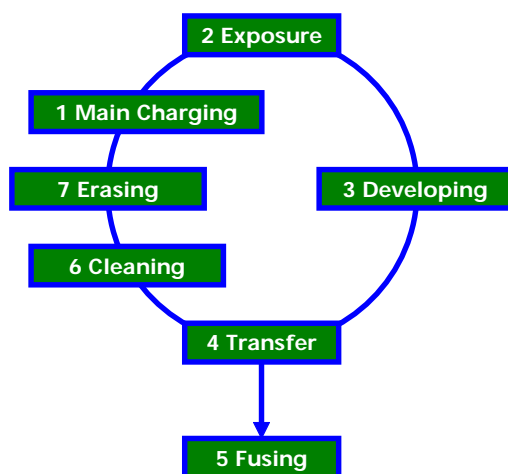 2 Exposure
1 Main Charging
7 Erasing
3 Developing
6 Cleaning
4 Transfer
5 Fusing